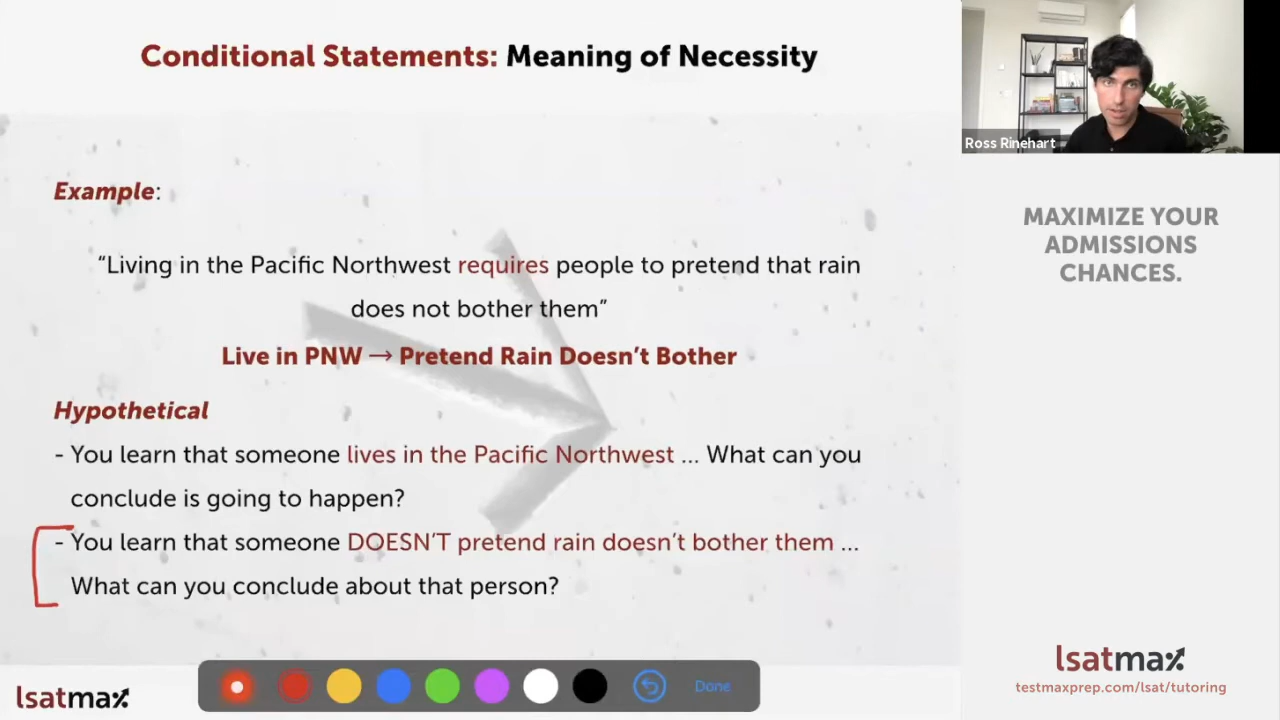 Conditional Statements: Meaning of Necessity
Ross Rinehart
Example:
“Living in the Pacific Northwest requires people to pretend that rain
does not bother them”
Live in PNW → Pretend Rain Doesn’t Bother
Hypothetical
- You learn that someone lives in the Pacific Northwest ... What can you
conclude is going to happen?
- You learn that someone DOESN’T pretend rain doesn’t bother them ...
What can you conclude about that person?
MAXIMIZE YOUR
ADMISSIONS
CHANCES.
Done
lsatmax
lsatmax
testmaxprep.com/lsat/tutoring